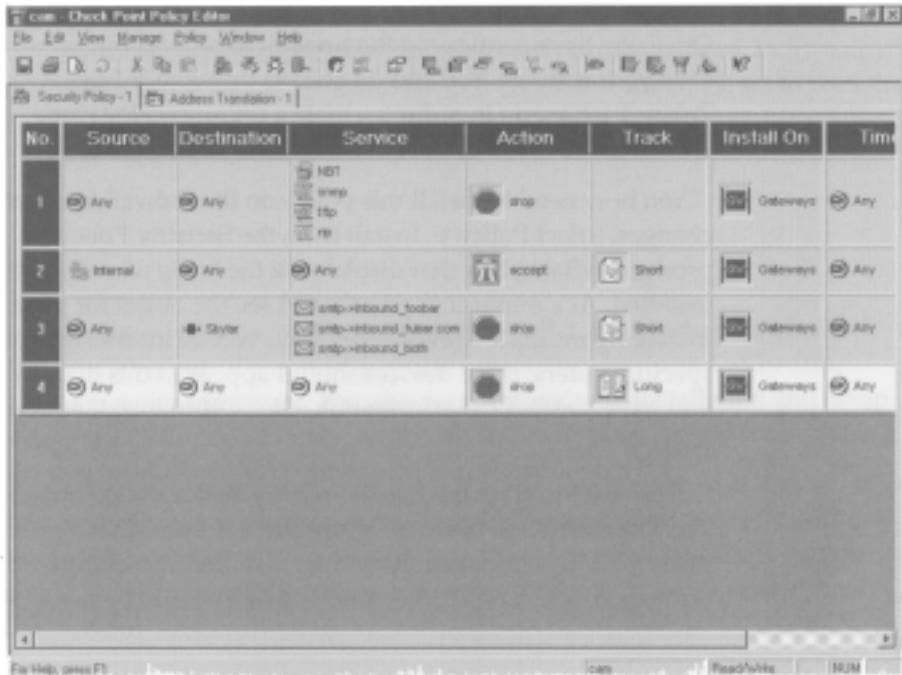 cam - Check Point Policy Editor
File Edit View Manage Policy Window Help
Security Policy - 1 Address Translation - 1
No. Source Destination Service Action Track Install On Time
1 Any Any NBT drop Gateways Any
snmp
tftp
rip
2 Internal Any Any accept Short Gateways Any
3 Any Skyler smtp->inbound_foobar drop Short Gateways Any
smtp->inbound_fubar.com
smtp->inbound_both
4 Any Any Any drop Long Gateways Any
For Help, press F1 cam Read/Write NUM